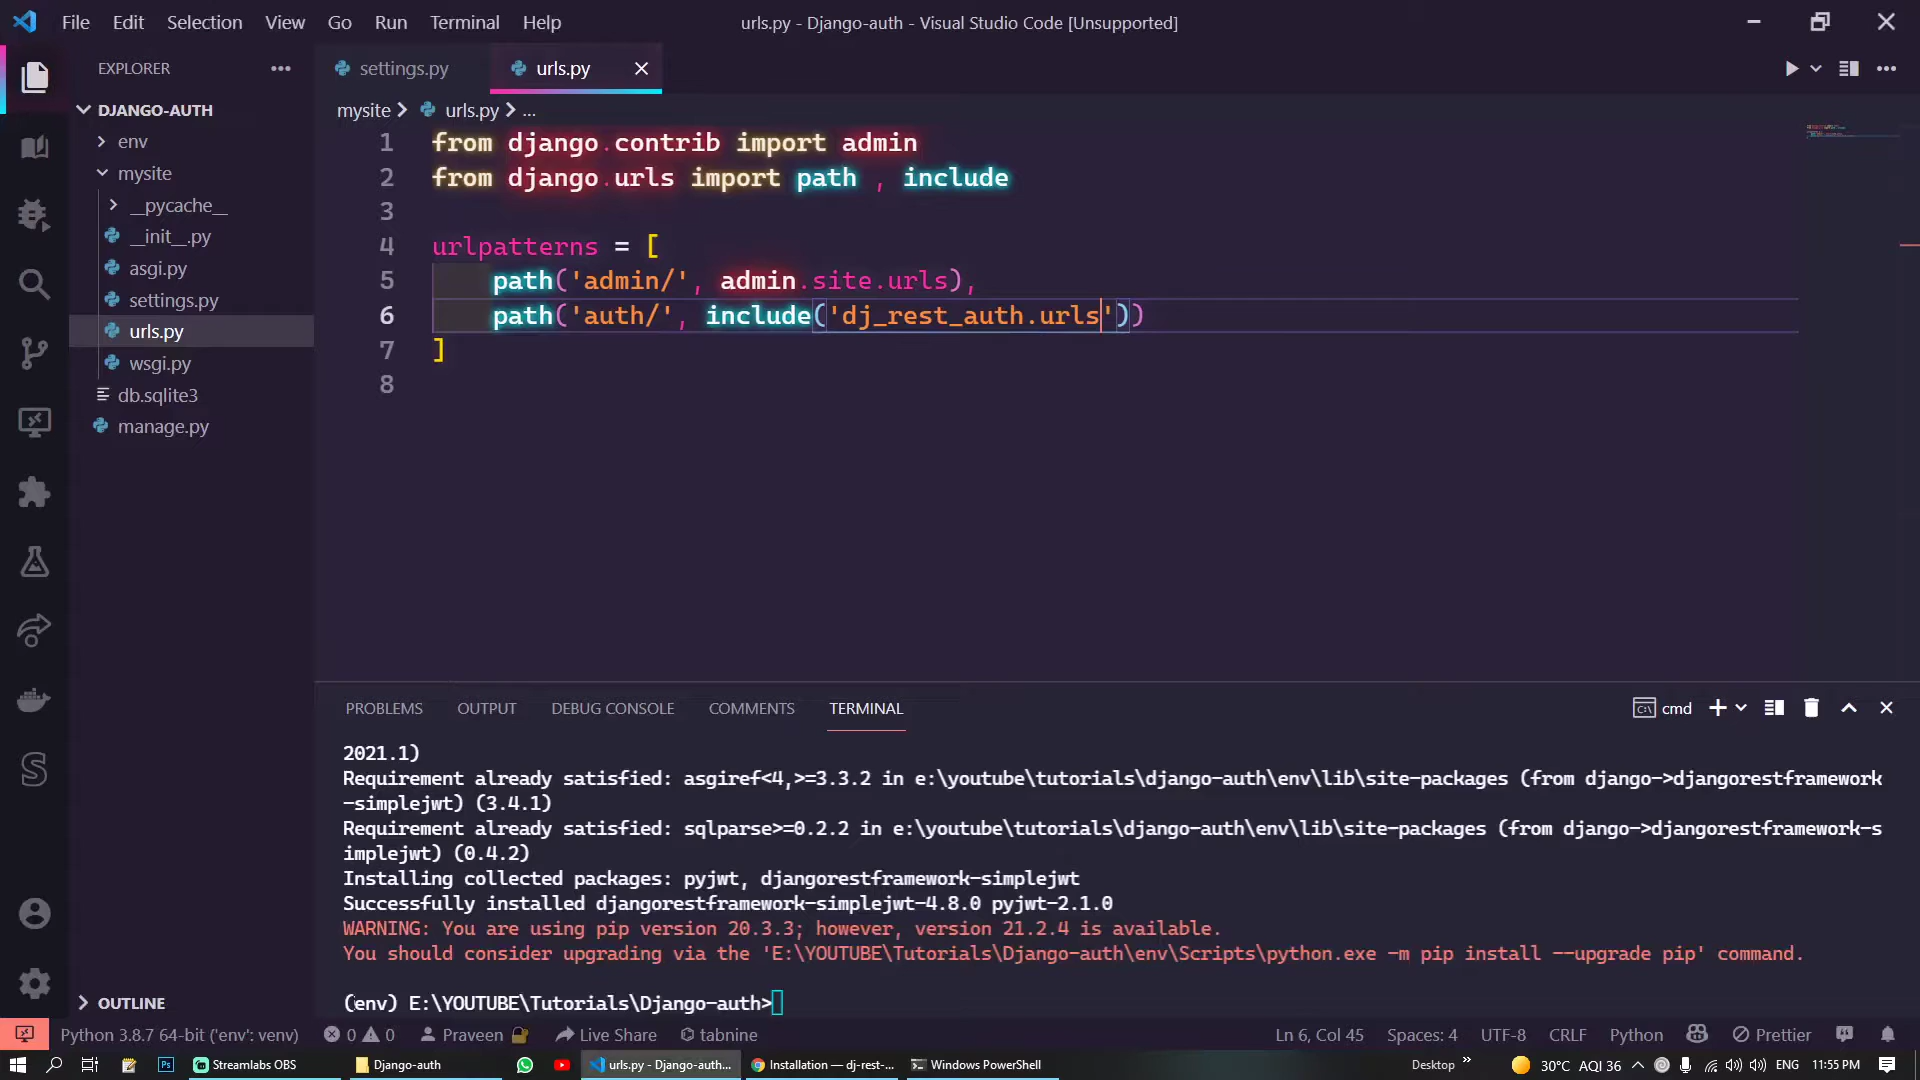 File Edit Selection View Go Run Terminal Help
urls.py - Django-auth - Visual Studio Code [Unsupported]
EXPLORER
settings.py
urls.py
DJANGO-AUTH
env
mysite
__pycache__
__init__.py
asgi.py
settings.py
urls.py
wsgi.py
db.sqlite3
manage.py
OUTLINE
mysite > urls.py > ...
1 from django.contrib import admin
2 from django.urls import path , include
3
4 urlpatterns = [
5 path('admin/', admin.site.urls),
6 path('auth/', include('dj_rest_auth.urls'))
7 ]
8
PROBLEMS OUTPUT DEBUG CONSOLE COMMENTS TERMINAL
cmd
2021.1)
Requirement already satisfied: asgiref<4,>=3.3.2 in e:\youtube\tutorials\django-auth\env\lib\site-packages (from django->djangorestframework
-simplejwt) (3.4.1)
Requirement already satisfied: sqlparse>=0.2.2 in e:\youtube\tutorials\django-auth\env\lib\site-packages (from django->djangorestframework-s
implejwt) (0.4.2)
Installing collected packages: pyjwt, djangorestframework-simplejwt
Successfully installed djangorestframework-simplejwt-4.8.0 pyjwt-2.1.0
WARNING: You are using pip version 20.3.3; however, version 21.2.4 is available.
You should consider upgrading via the 'E:\YOUTUBE\Tutorials\Django-auth\env\Scripts\python.exe -m pip install --upgrade pip' command.
(env) E:\YOUTUBE\Tutorials\Django-auth>
Python 3.8.7 64-bit ('env': venv) 0 0 Praveen Live Share tabnine Ln 6, Col 45 Spaces: 4 UTF-8 CRLF Python Prettier
Streamlabs OBS Django-auth urls.py - Django-auth... Installation — dj-rest-... Windows PowerShell Desktop 30°C AQI 36 ENG 11:55 PM